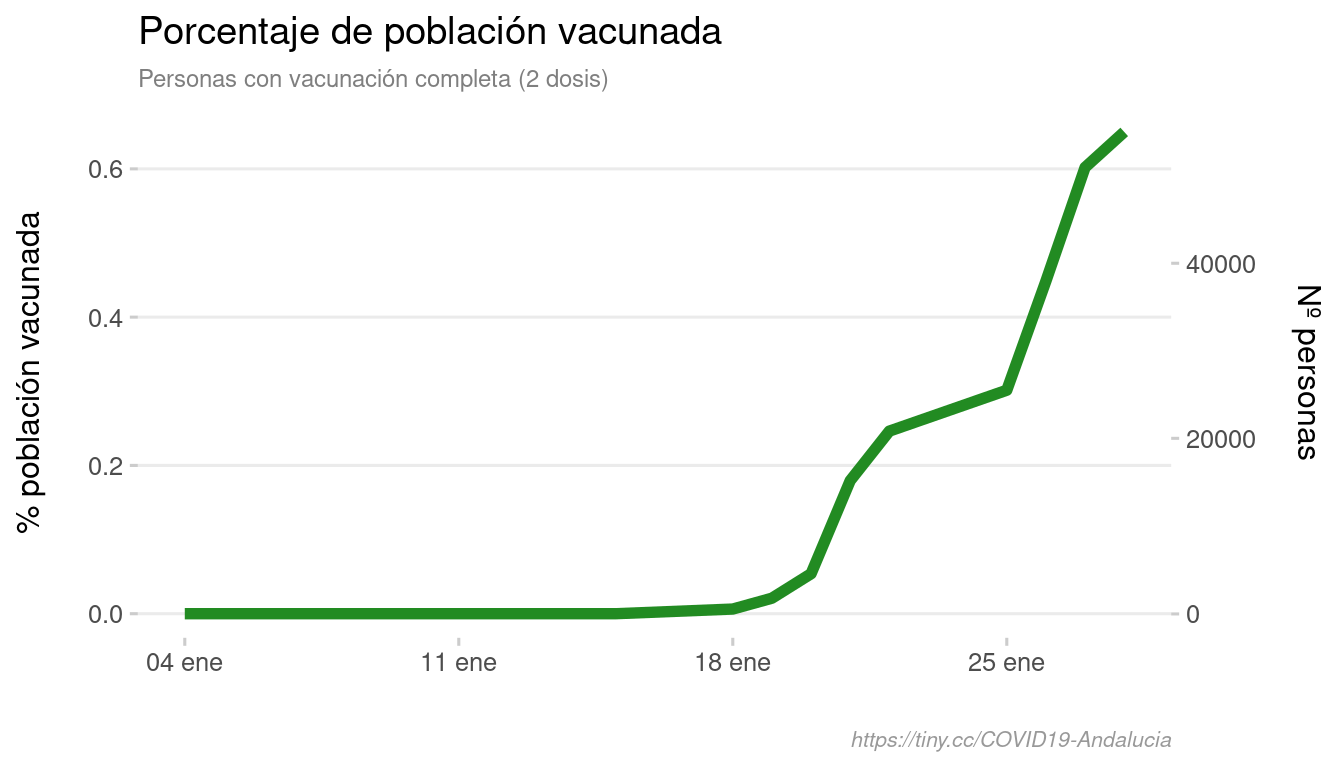 Porcentaje de población vacunada
Personas con vacunación completa (2 dosis)
% población vacunada
0.6
0.4
0.2
0.0
40000
20000
0
Nº personas
04 ene
11 ene
18 ene
25 ene
https://tiny.cc/COVID19-Andalucia